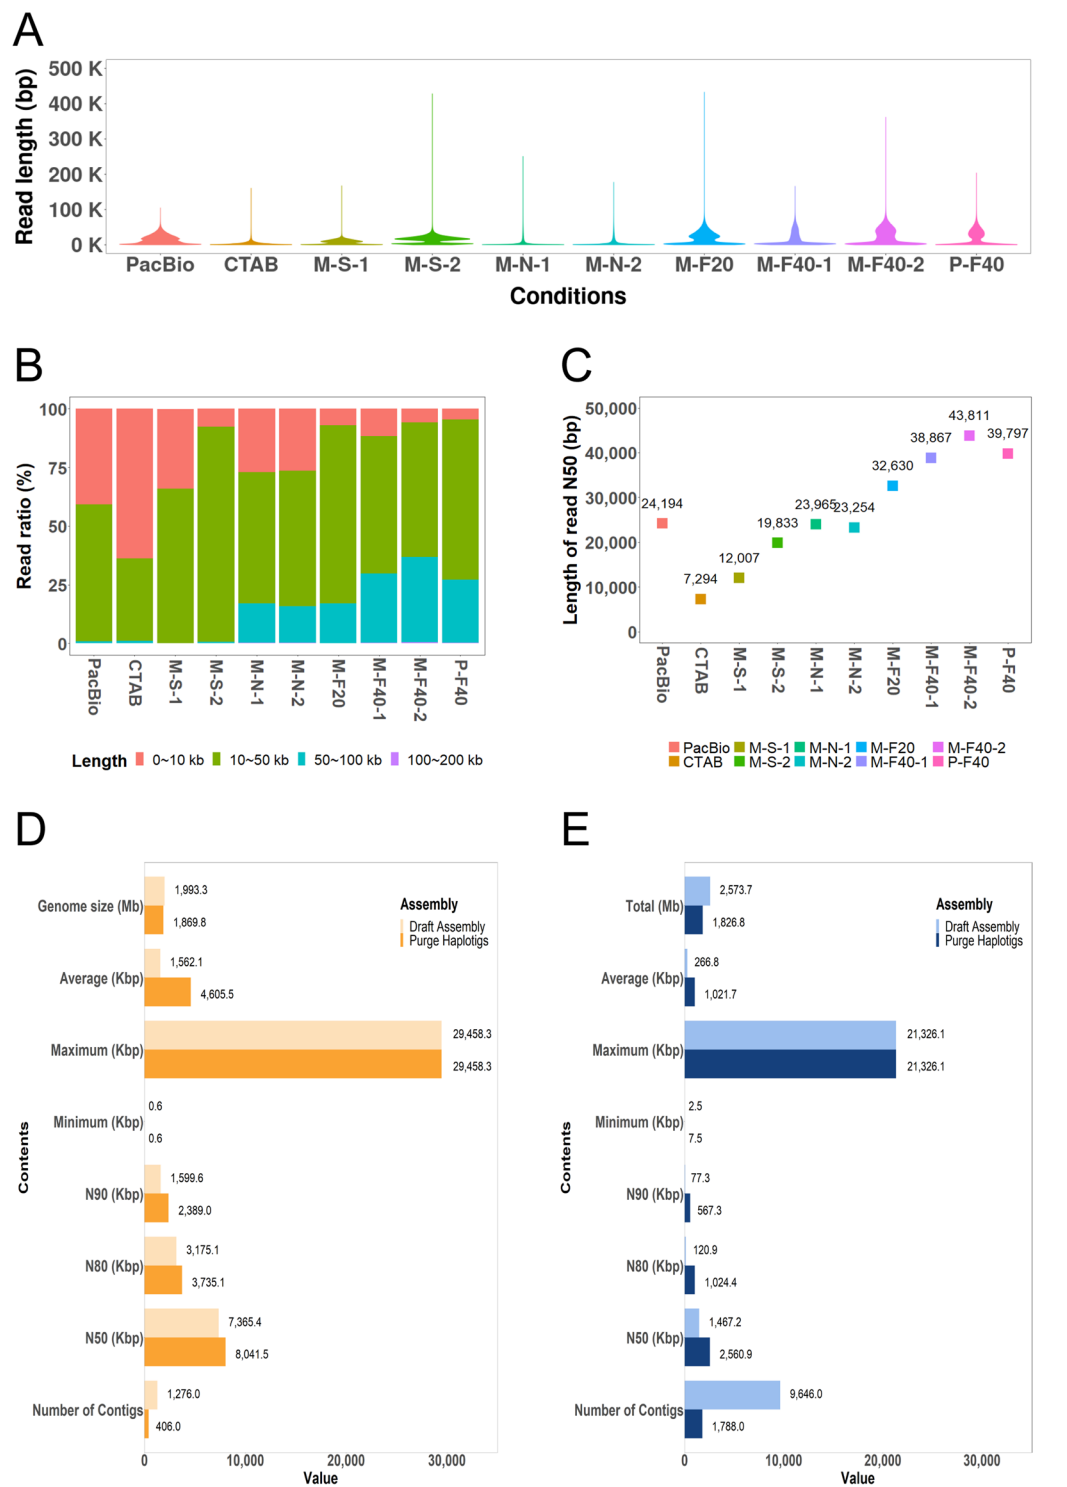 A
Read length (bp)
500 K
400 K
300 K
200 K
100 K
0 K
PacBio CTAB M-S-1 M-S-2 M-N-1 M-N-2 M-F20 M-F40-1 M-F40-2 P-F40
Conditions
B
Read ratio (%)
100
75
50
25
0
PacBio CTAB M-S-1 M-S-2 M-N-1 M-N-2 M-F20 M-F40-1 M-F40-2 P-F40
Length 0~10 kb 10~50 kb 50~100 kb 100~200 kb
C
Length of read N50 (bp)
50,000
40,000
30,000
20,000
10,000
0
24,194
7,294
12,007
19,833
23,965
23,254
32,630
38,867
43,811
39,797
PacBio CTAB M-S-1 M-S-2 M-N-1 M-N-2 M-F20 M-F40-1 M-F40-2 P-F40
PacBio M-S-1 M-N-1 M-F20 M-F40-2
CTAB M-S-2 M-N-2 M-F40-1 P-F40
D
Contents
Assembly
Draft Assembly
Purge Haplotigs
Genome size (Mb)
1,993.3
1,869.8
Average (Kbp)
1,562.1
4,605.5
Maximum (Kbp)
29,458.3
29,458.3
Minimum (Kbp)
0.6
0.6
N90 (Kbp)
1,599.6
2,389.0
N80 (Kbp)
3,175.1
3,735.1
N50 (Kbp)
7,365.4
8,041.5
Number of Contigs
1,276.0
406.0
0 10,000 20,000 30,000
Value
E
Contents
Assembly
Draft Assembly
Purge Haplotigs
Total (Mb)
2,573.7
1,826.8
Average (Kbp)
266.8
1,021.7
Maximum (Kbp)
21,326.1
21,326.1
Minimum (Kbp)
2.5
7.5
N90 (Kbp)
77.3
567.3
N80 (Kbp)
120.9
1,024.4
N50 (Kbp)
1,467.2
2,560.9
Number of Contigs
9,646.0
1,788.0
0 10,000 20,000 30,000
Value